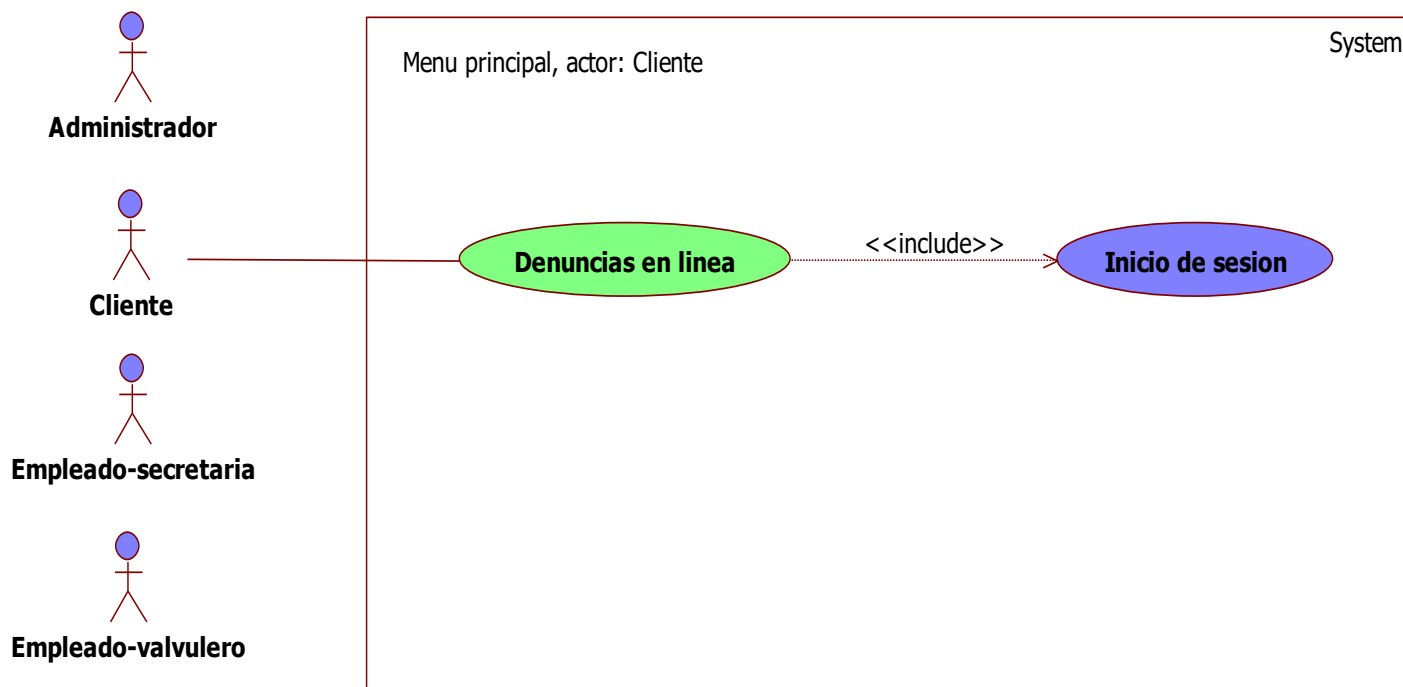 System
Menu principal, actor: Cliente
Administrador
Denuncias en linea
<<include>>
Inicio de sesion
Cliente
Empleado-secretaria
Empleado-valvulero